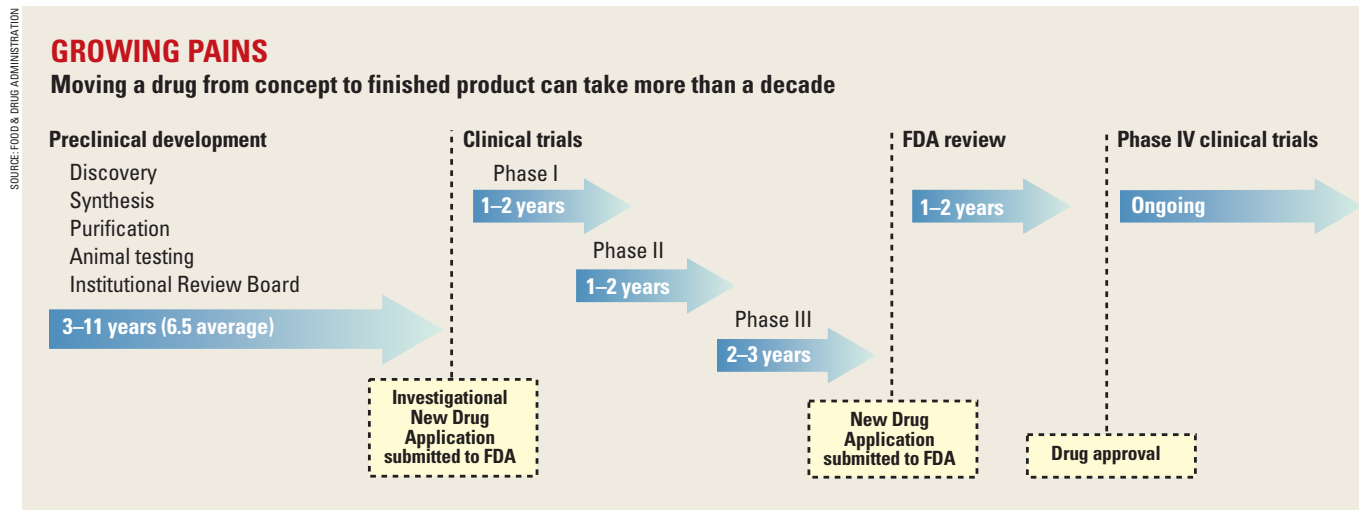 SOURCE: FOOD & DRUG ADMINISTRATION
GROWING PAINS
Moving a drug from concept to finished product can take more than a decade
Preclinical development
Discovery
Synthesis
Purification
Animal testing
Institutional Review Board
3–11 years (6.5 average)
Investigational
New Drug
Application
submitted to FDA
Clinical trials
Phase I
1–2 years
Phase II
1–2 years
Phase III
2–3 years
New Drug
Application
submitted to FDA
FDA review
1–2 years
Drug approval
Phase IV clinical trials
Ongoing